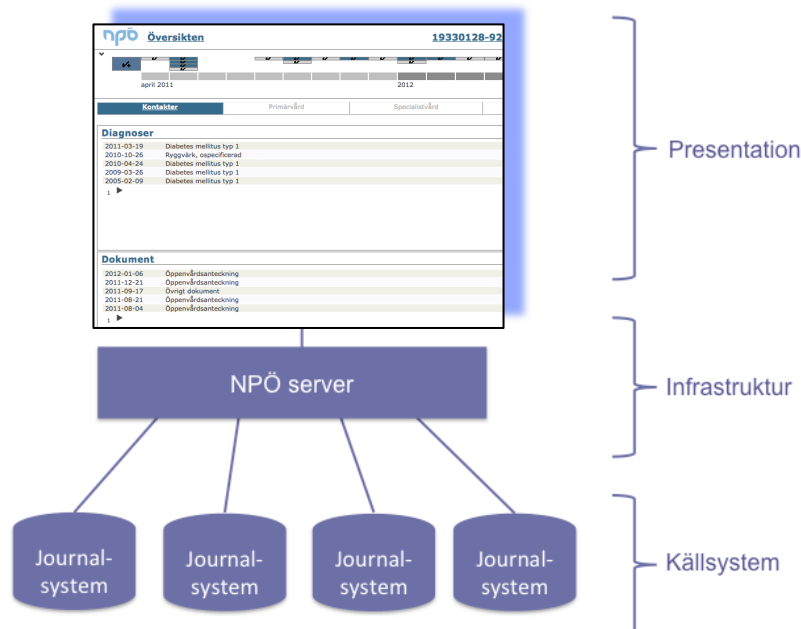 npö Översikten 19330128-92
april 2011 2012
Kontakter Primärvård Specialistvård
Diagnoser
2011-03-19 Diabetes mellitus typ 1
2010-10-26 Ryggvärk, ospecificerad
2010-04-24 Diabetes mellitus typ 1
2009-03-26 Diabetes mellitus typ 1
2005-02-09 Diabetes mellitus typ 1
1
Dokument
2012-01-06 Öppenvårdsanteckning
2011-12-21 Öppenvårdsanteckning
2011-09-17 Övrigt dokument
2011-08-21 Öppenvårdsanteckning
2011-08-04 Öppenvårdsanteckning
1
Presentation
NPÖ server
Infrastruktur
Journal-
system
Journal-
system
Journal-
system
Journal-
system
Källsystem